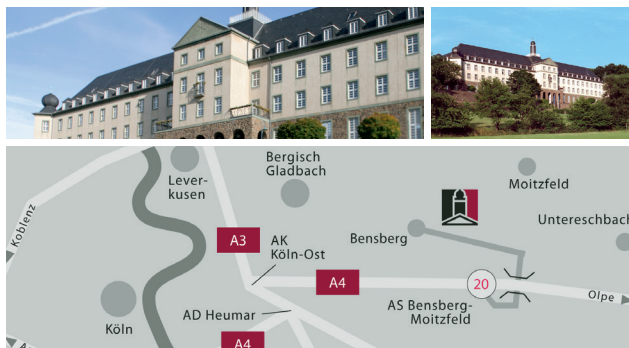 Lever-
kusen
Bergisch
Gladbach
Moitzfeld
Koblenz
Bensberg
Untereschbach
A3
AK
Köln-Ost
A4
20
Olpe
AS Bensberg-
Moitzfeld
Köln
AD Heumar
A4